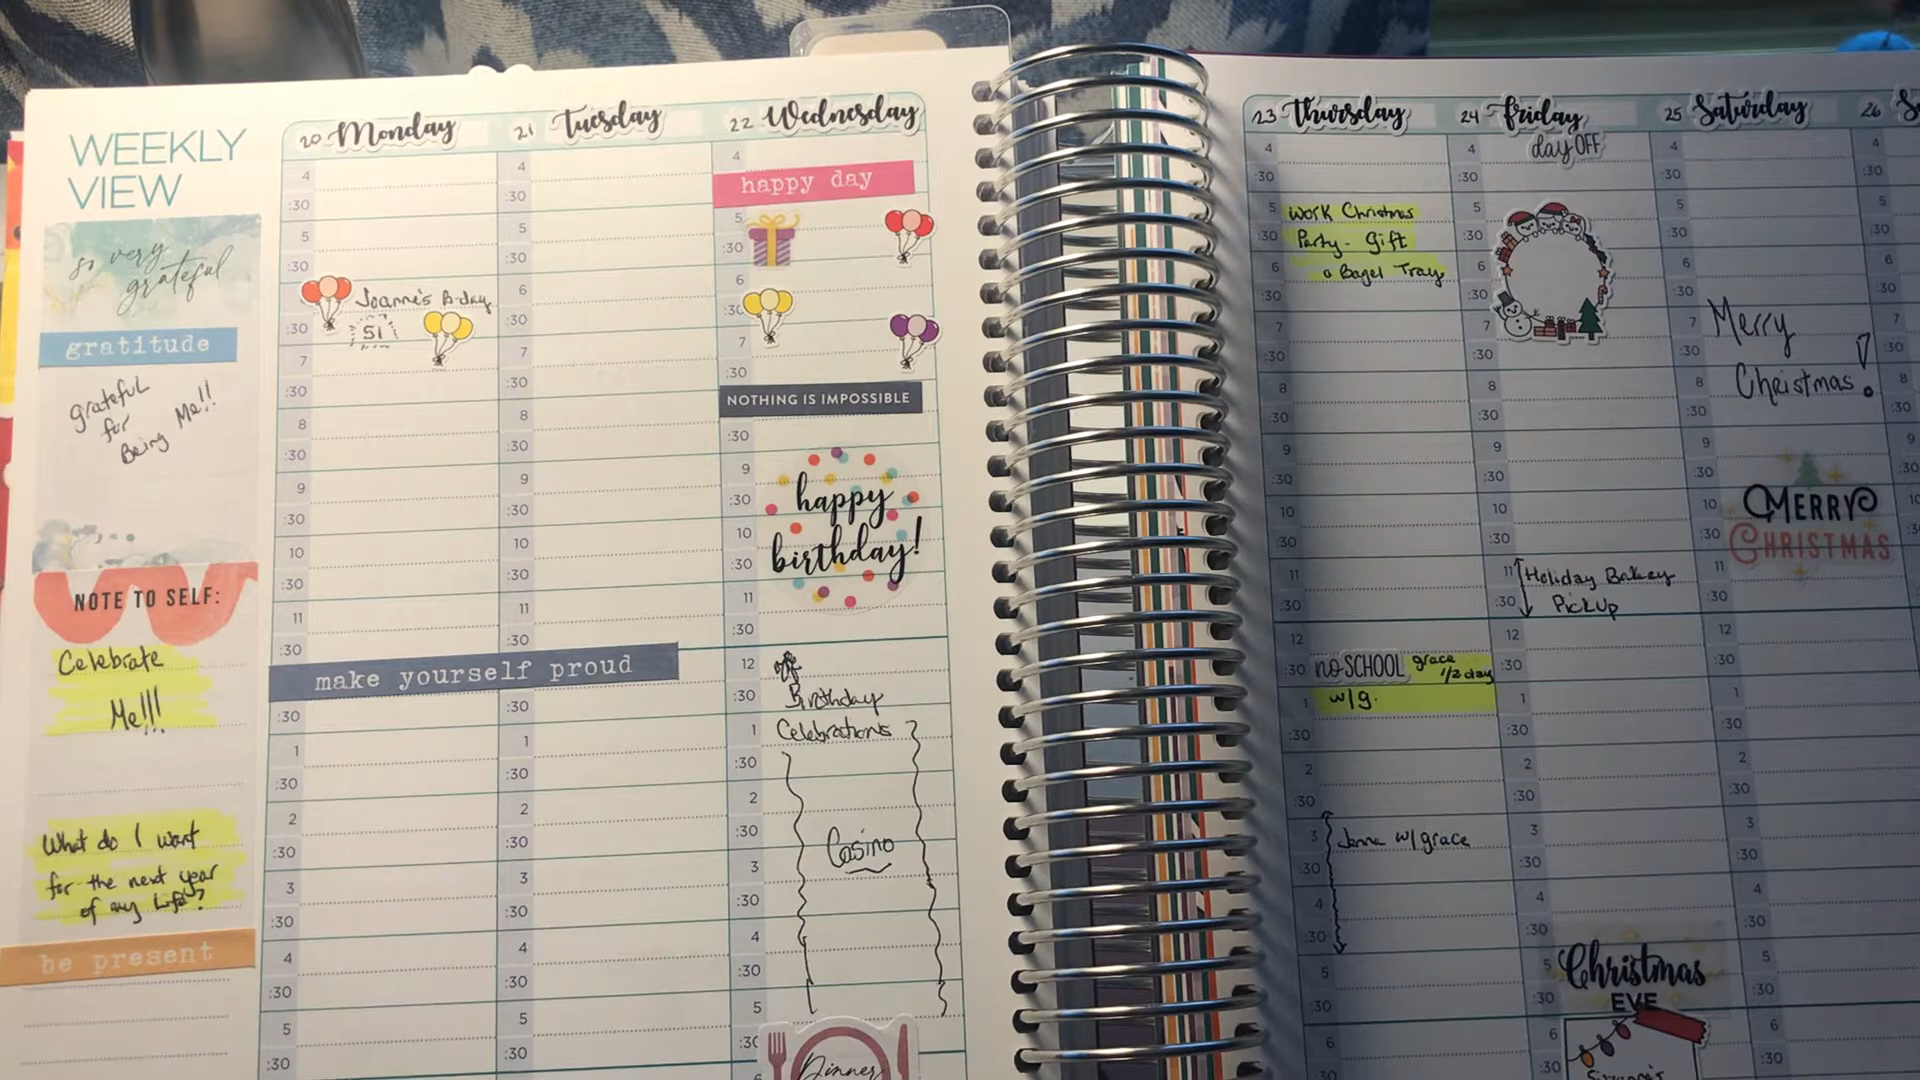 WEEKLY
VIEW
so very
grateful
gratitude
grateful
for
Being Me!!
NOTE TO SELF:
Celebrate
Me!!!
What do I want
for the next year
of my Life?
be present
20 Monday
Joanne's B-day
51
make yourself proud
21 Tuesday
22 Wednesday
happy day
NOTHING IS IMPOSSIBLE
happy
birthday!
off
Birthday
Celebrations
Casino
Dinner
23 Thursday
Work Christmas
Party - Gift
Bagel Tray
no SCHOOL grace
1/2 day
w/g.
Jenna w/grace
24 Friday
day OFF
Holiday Bakery
Pickup
Christmas
EVE
25 Saturday
Merry
Christmas!
MERRY
CHRISTMAS
26